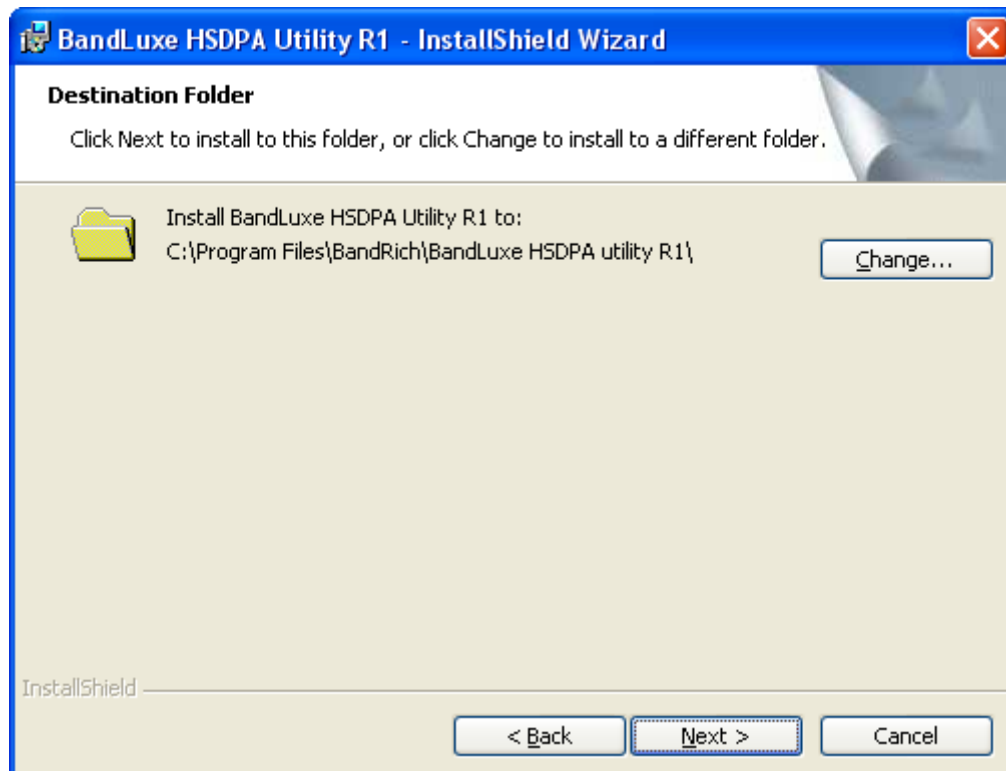 BandLuxe HSDPA Utility R1 - InstallShield Wizard
Destination Folder
Click Next to install to this folder, or click Change to install to a different folder.
Install BandLuxe HSDPA Utility R1 to:
C:\Program Files\BandRich\BandLuxe HSDPA utility R1\
Change...
InstallShield
< Back
Next >
Cancel